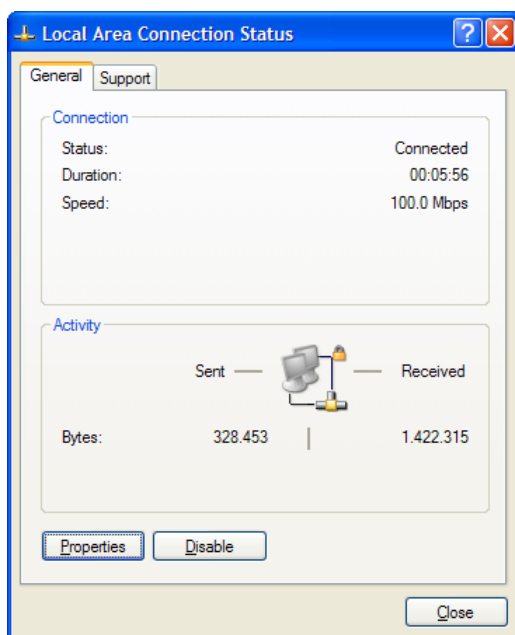 Local Area Connection Status
General Support
Connection
Status: Connected
Duration: 00:05:56
Speed: 100.0 Mbps
Activity
Sent Received
Bytes: 328.453 1.422.315
Properties Disable
Close